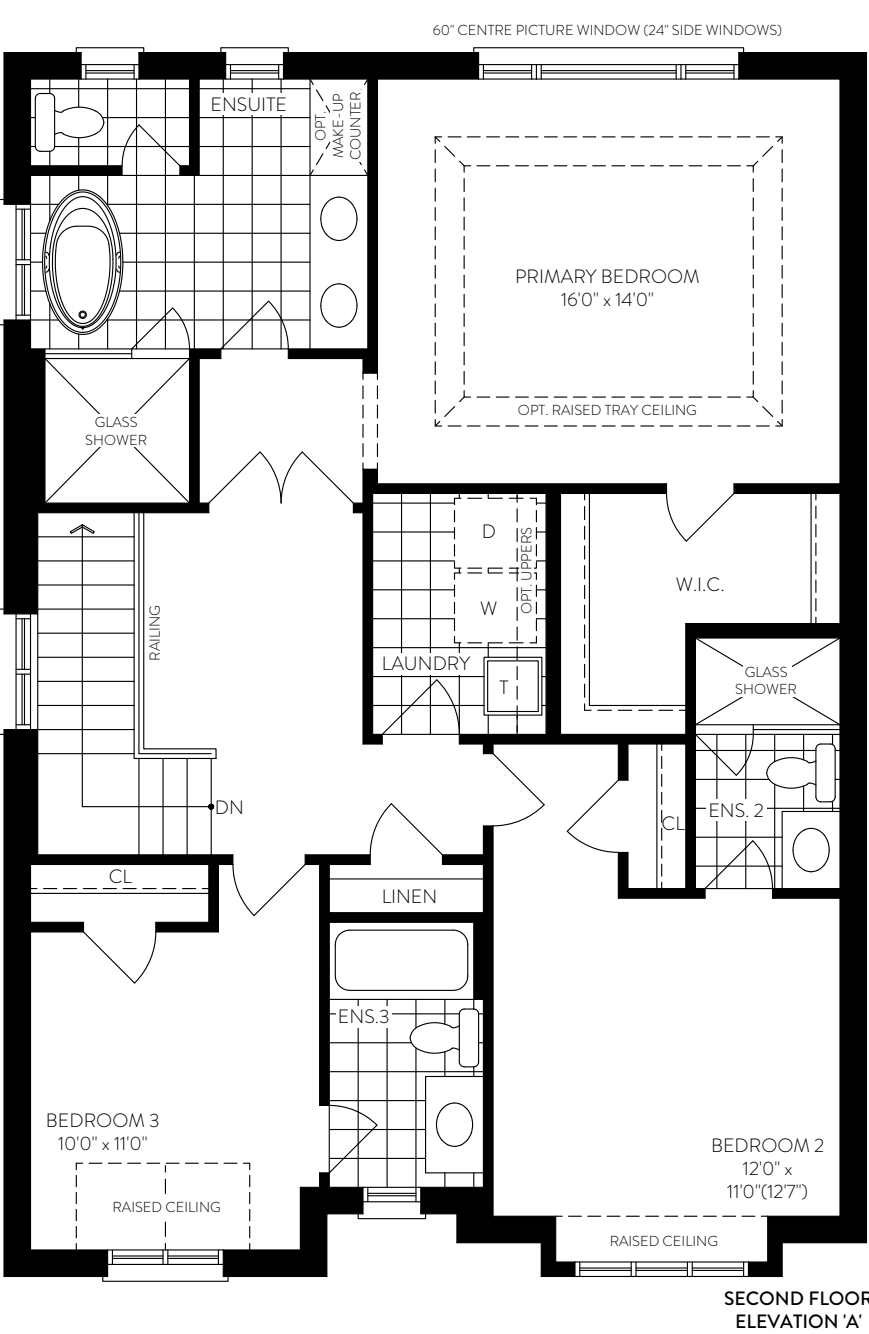 60" CENTRE PICTURE WINDOW (24" SIDE WINDOWS)
ENSUITE
OPT.
MAKE-UP
COUNTER
PRIMARY BEDROOM
16'0" x 14'0"
OPT. RAISED TRAY CEILING
GLASS
SHOWER
D
W
OPT. UPPERS
W.I.C.
RAILING
LAUNDRY
T
GLASS
SHOWER
DN
CL
ENS. 2
CL
LINEN
ENS.3
BEDROOM 3
10'0" x 11'0"
RAISED CEILING
BEDROOM 2
12'0" x
11'0"(12'7")
RAISED CEILING
SECOND FLOOR
ELEVATION 'A'